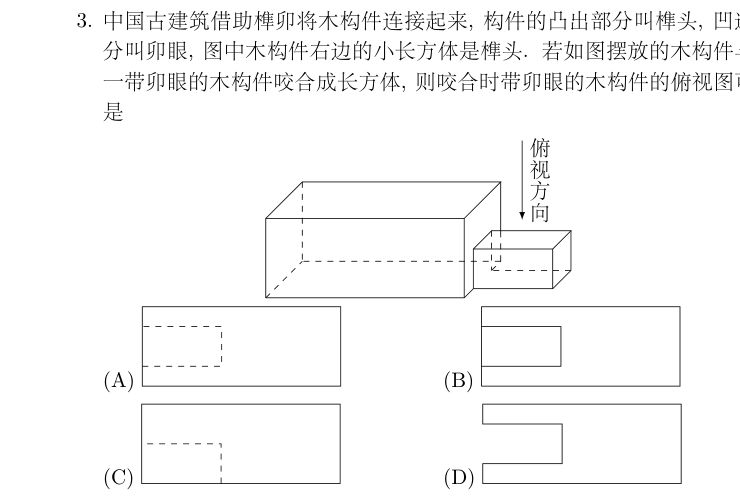 3. 中国古建筑借助榫卯将木构件连接起来, 构件的凸出部分叫榫头, 凹
分叫卯眼, 图中木构件右边的小长方体是榫头. 若如图摆放的木构件
一带卯眼的木构件咬合成长方体, 则咬合时带卯眼的木构件的俯视图
是
俯视方向
(A)
(B)
(C)
(D)